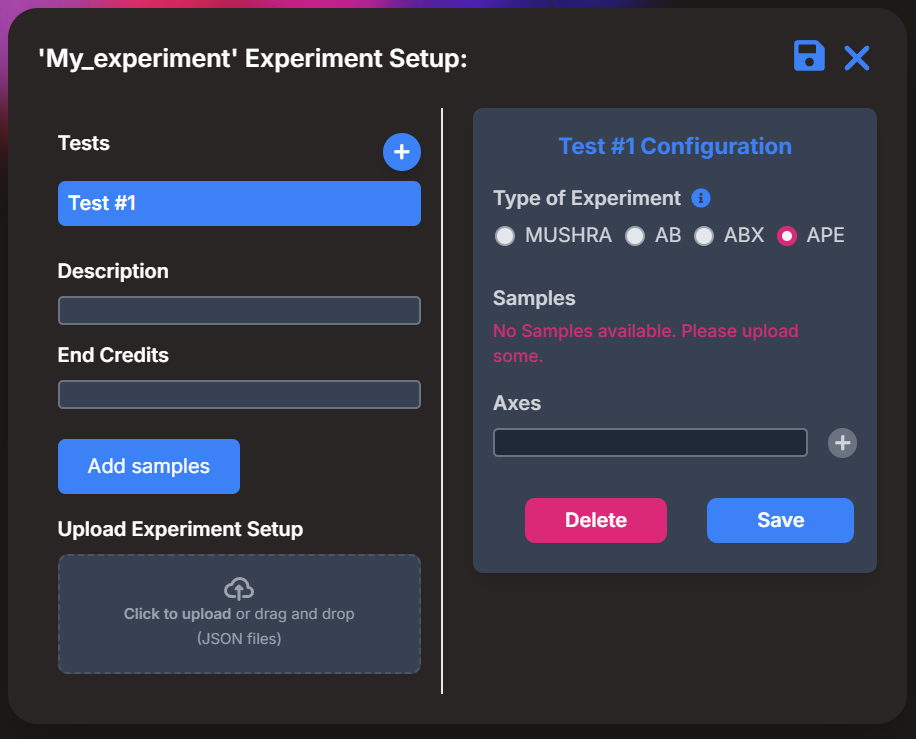 'My_experiment' Experiment Setup:
Tests
Test #1
Description
End Credits
Add samples
Upload Experiment Setup
Click to upload or drag and drop
(JSON files)
Test #1 Configuration
Type of Experiment
MUSHRA AB ABX APE
Samples
No Samples available. Please upload
some.
Axes
Delete Save